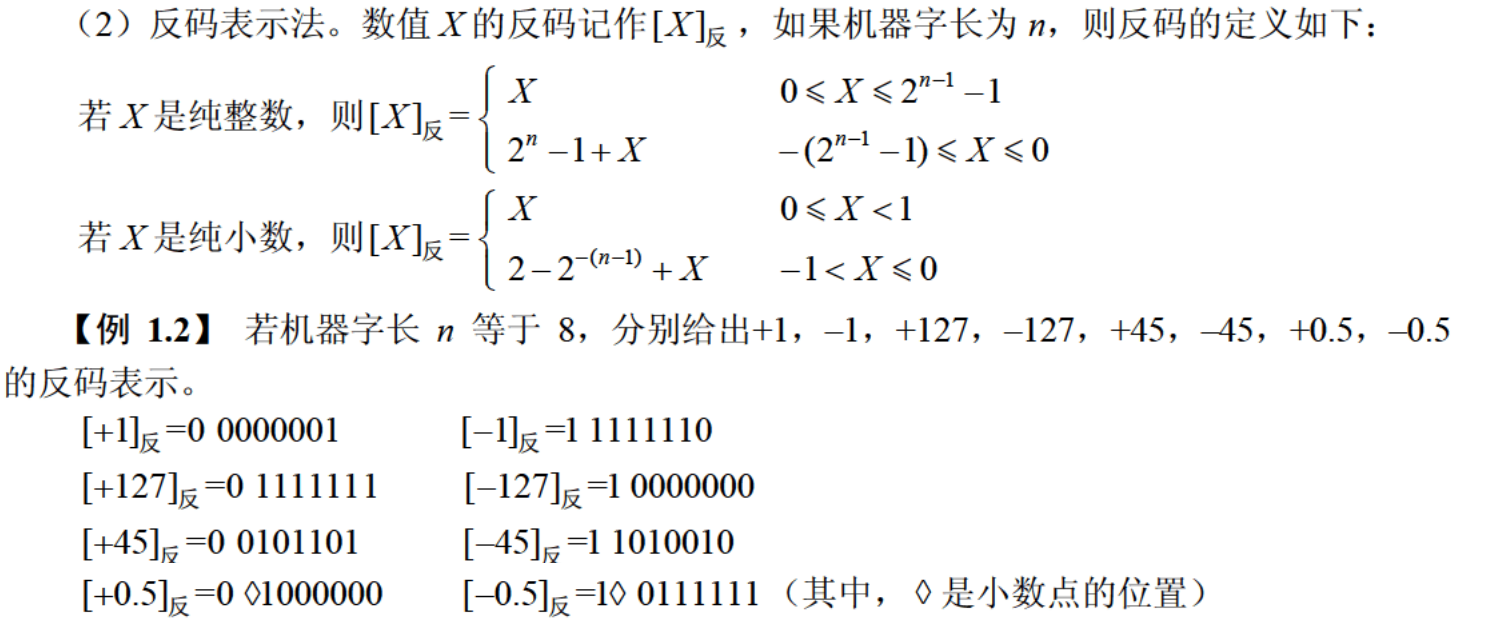 （2）反码表示法。数值 X 的反码记作[X]反，如果机器字长为 n，则反码的定义如下：
若 X 是纯整数，则[X]反={ X 0⩽X⩽2^{n−1}−1
2^n−1+X −(2^{n−1}−1)⩽X⩽0
若 X 是纯小数，则[X]反={ X 0⩽X<1
2−2^{−(n−1)}+X −1<X⩽0
【例 1.2】 若机器字长 n 等于 8，分别给出+1，–1，+127，–127，+45，–45，+0.5，–0.5
的反码表示。
[+1]反=0 0000001 [–1]反=1 1111110
[+127]反=0 1111111 [–127]反=1 0000000
[+45]反=0 0101101 [–45]反=1 1010010
[+0.5]反=0 ◊1000000 [–0.5]反=1◊ 0111111（其中，◊ 是小数点的位置）